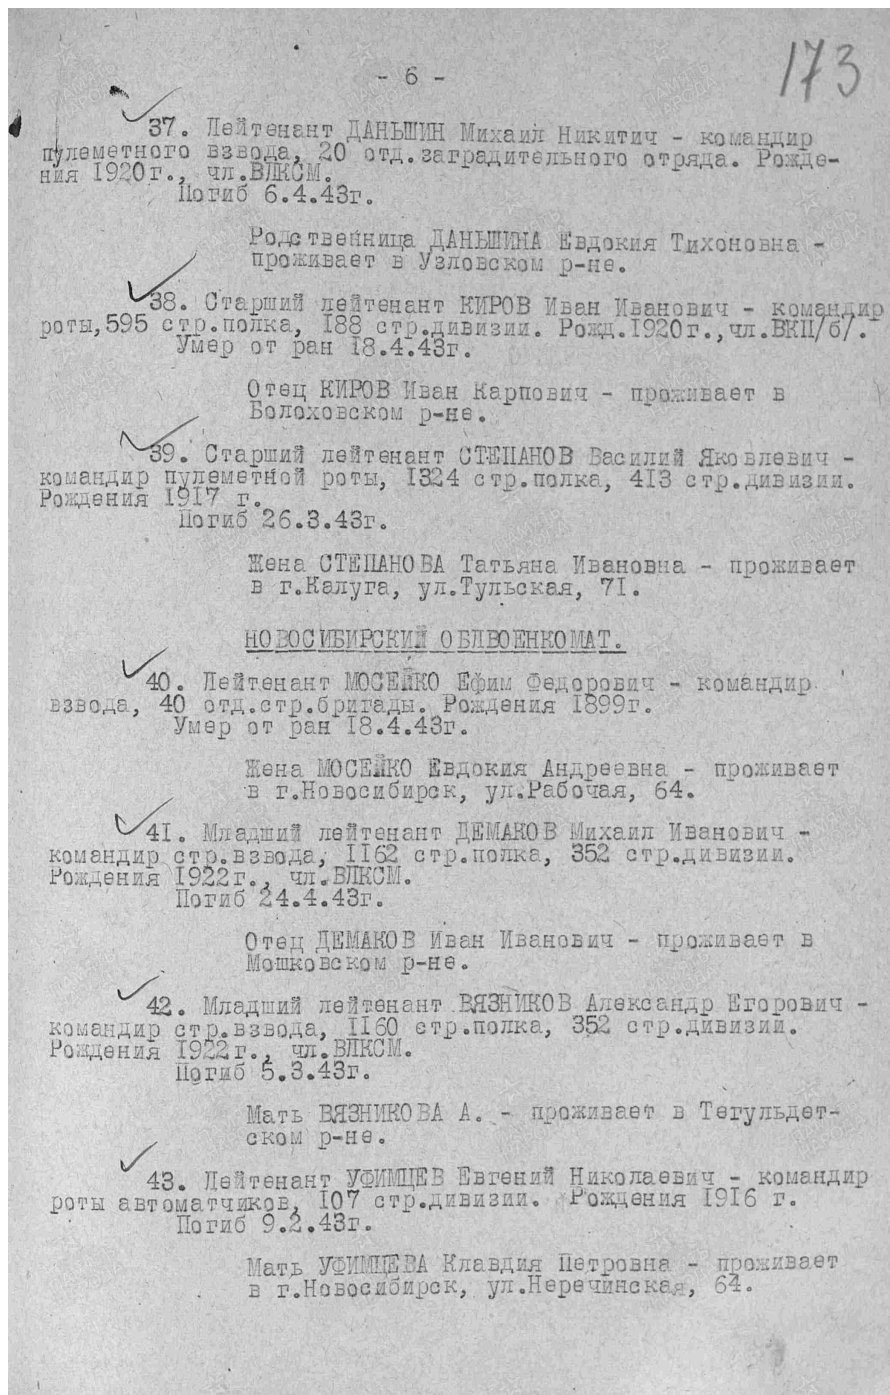 173
- 6 -
37. Лейтенант ДАНЬШИН Михаил Никитич - командир
пулеметного взвода, 20 отд.заградительного отряда. Рожде-
ния 1920г., чл.ВЛКСМ.
Погиб 6.4.43г.
Родственница ДАНЬШИНА Евдокия Тихоновна -
проживает в Узловском р-не.
38. Старший лейтенант КИРОВ Иван Иванович - командир
роты,595 стр.полка, 188 стр.дивизии. Рожд.1920г.,чл.ВКП/б/.
Умер от ран 18.4.43г.
Отец КИРОВ Иван Карпович - проживает в
Болоховском р-не.
39. Старший лейтенант СТЕПАНОВ Василий Яковлевич -
командир пулеметной роты, 1324 стр.полка, 413 стр.дивизии.
Рождения 1917 г.
Погиб 26.3.43г.
Жена СТЕПАНОВА Татьяна Ивановна - проживает
в г.Калуга, ул.Тульская, 71.
НОВОСИБИРСКИЙ ОБЛВОЕНКОМАТ.
40. Лейтенант МОСЕЙКО Ефим Федорович - командир
взвода, 40 отд.стр.бригады. Рождения 1899г.
Умер от ран 18.4.43г.
Жена МОСЕЙКО Евдокия Андреевна - проживает
в г.Новосибирск, ул.Рабочая, 64.
41. Младший лейтенант ДЕМАКОВ Михаил Иванович -
командир стр.взвода, 1162 стр.полка, 352 стр.дивизии.
Рождения 1922г., чл.ВЛКСМ.
Погиб 24.4.43г.
Отец ДЕМАКОВ Иван Иванович - проживает в
Мошковском р-не.
42. Младший лейтенант ВЯЗНИКОВ Александр Егорович -
командир стр.взвода, 1160 стр.полка, 352 стр.дивизии.
Рождения 1922г., чл.ВЛКСМ.
Погиб 5.3.43г.
Мать ВЯЗНИКОВА А. - проживает в Тегульдет-
ском р-не.
43. Лейтенант УФИМЦЕВ Евгений Николаевич - командир
роты автоматчиков, 107 стр.дивизии. Рождения 1916 г.
Погиб 9.2.43г.
Мать УФИМЦЕВА Клавдия Петровна - проживает
в г.Новосибирск, ул.Неречинская, 64.